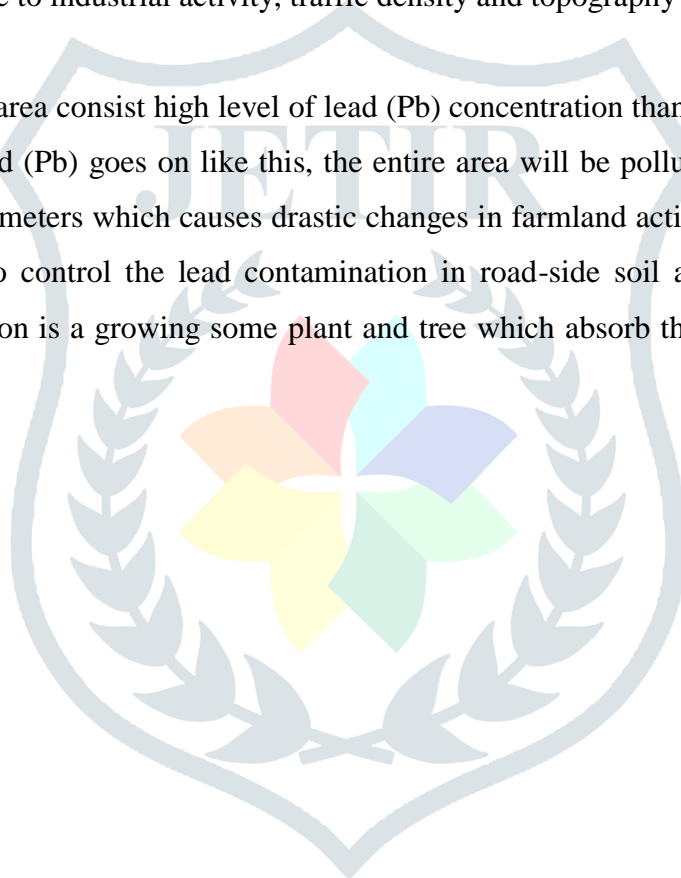 e to industrial activity, traffic density and topography
area consist high level of lead (Pb) concentration than
d (Pb) goes on like this, the entire area will be pollu
JETIR
meters which causes drastic changes in farmland acti
o control the lead contamination in road-side soil a
on is a growing some plant and tree which absorb th